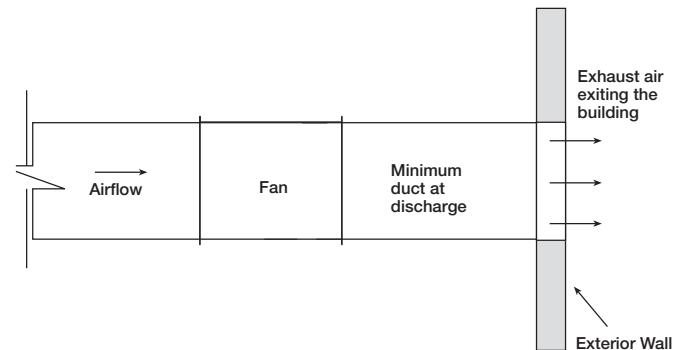 Exhaust air
exiting the
building
Airflow
Fan
Minimum
duct at
discharge
Exterior Wall